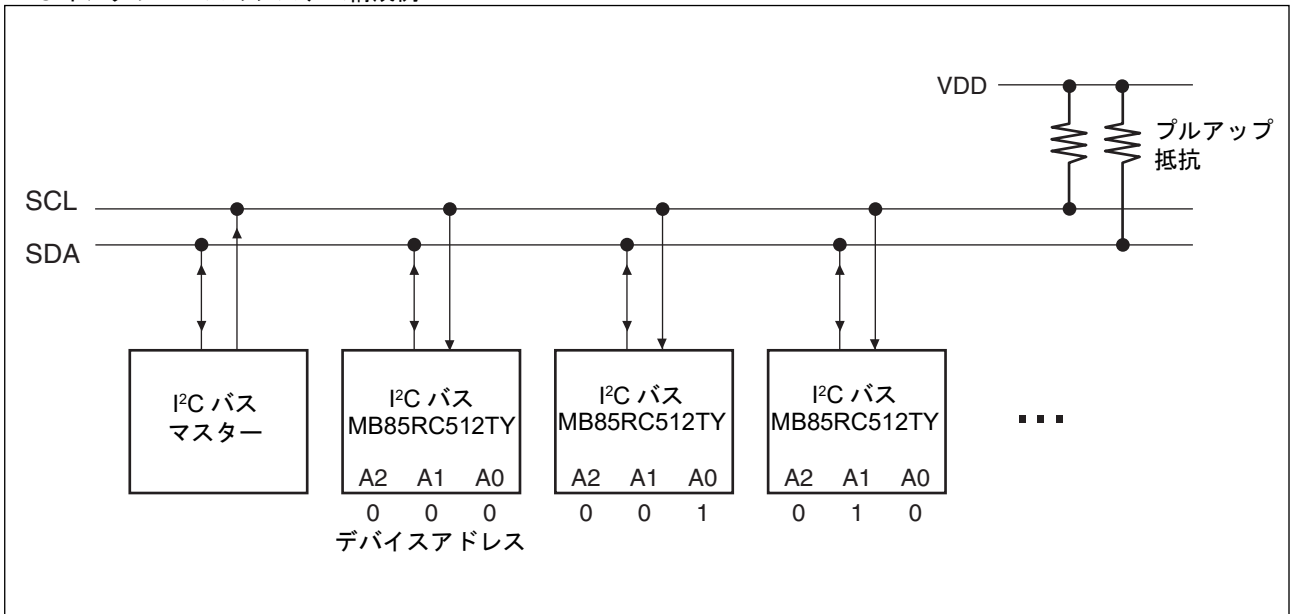 VDD
プルアップ
抵抗
SCL
SDA
I²C バス
マスター
I²C バス
MB85RC512TY
A2 A1 A0
0 0 0
デバイスアドレス
I²C バス
MB85RC512TY
A2 A1 A0
0 0 1
I²C バス
MB85RC512TY
A2 A1 A0
0 1 0
...